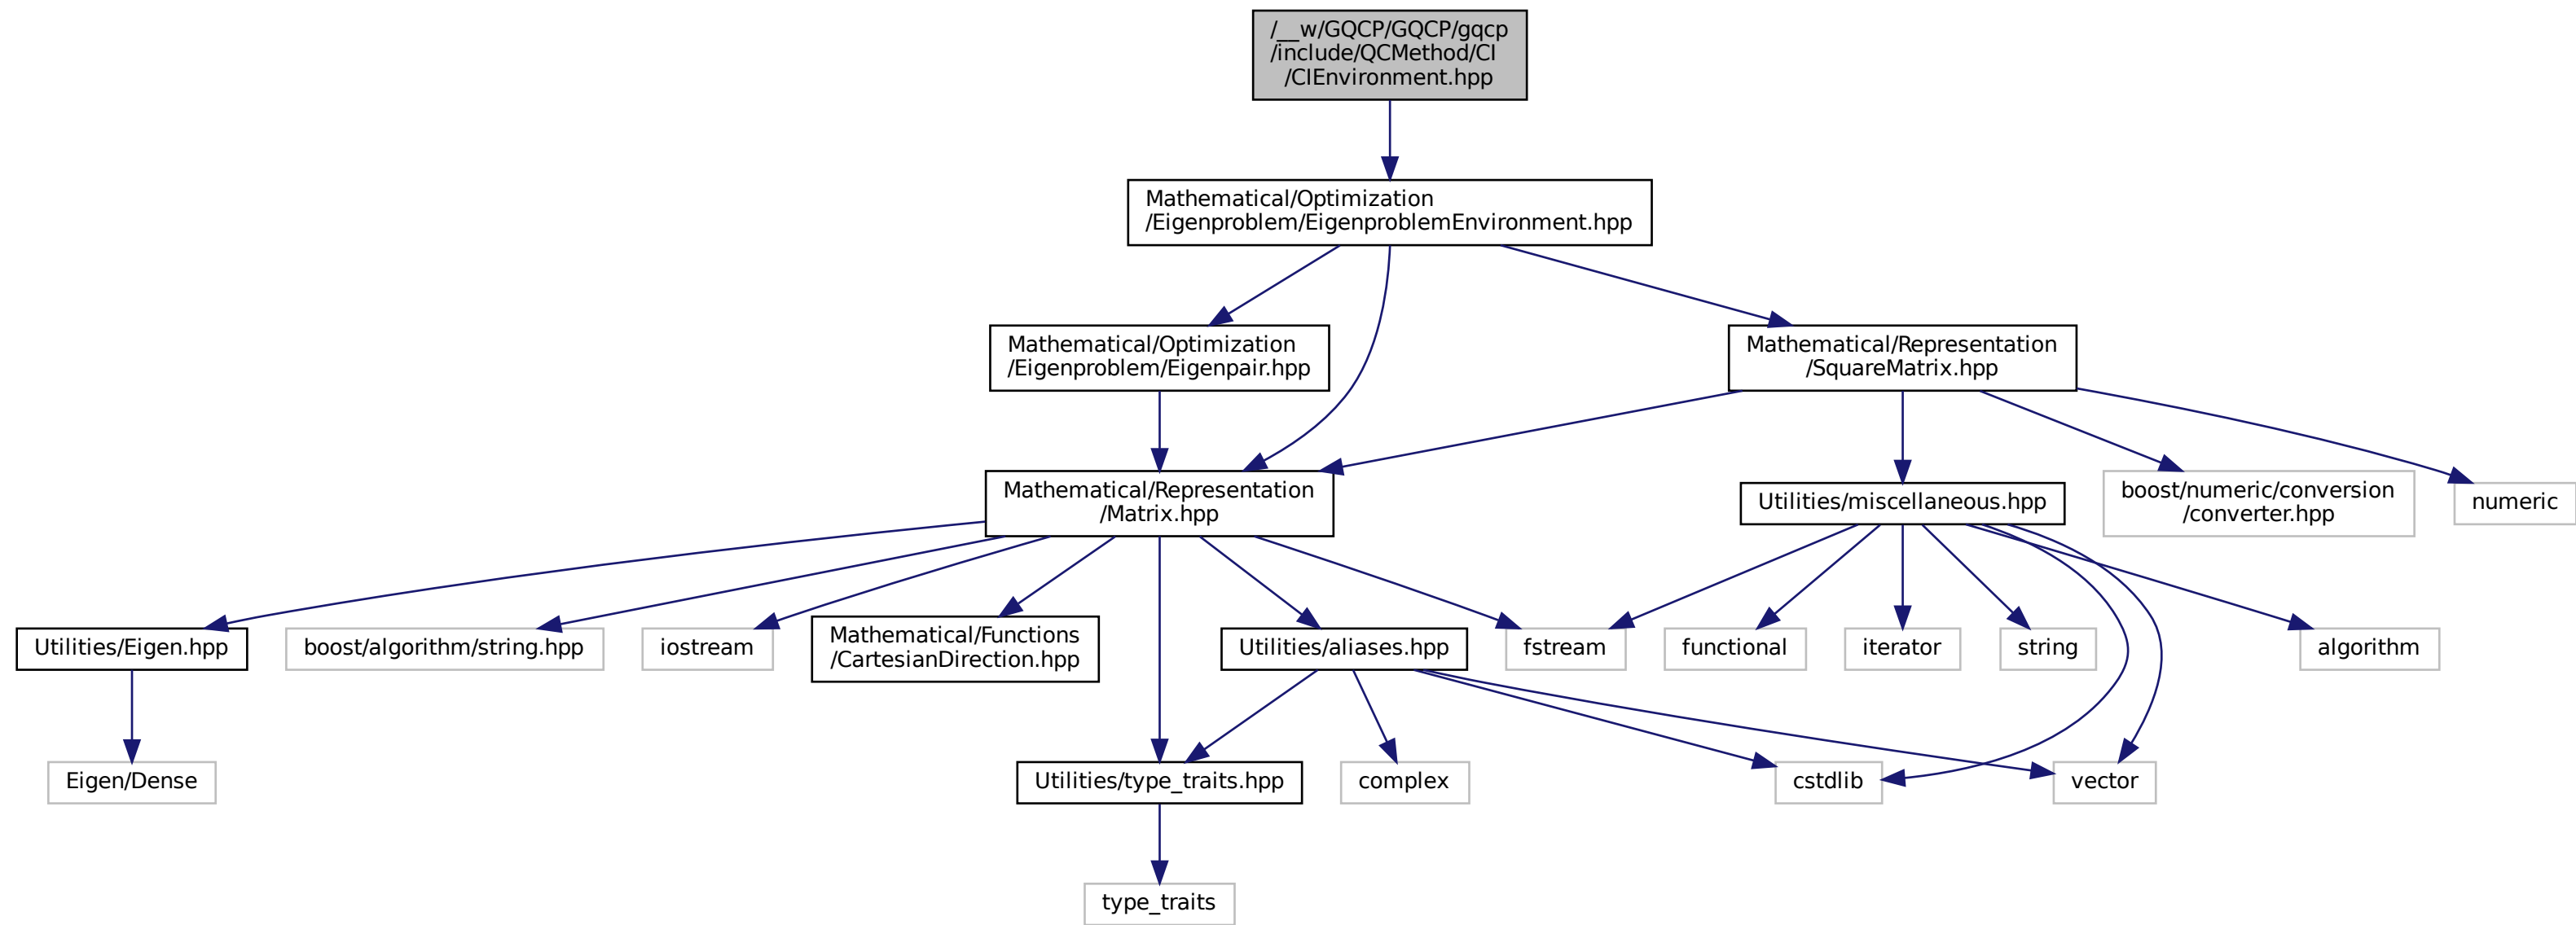 /__w/GQCP/GQCP/gqcp
/include/QCMethod/CI
/CIEnvironment.hpp
Mathematical/Optimization
/Eigenproblem/EigenproblemEnvironment.hpp
Mathematical/Optimization
/Eigenproblem/Eigenpair.hpp
Mathematical/Representation
/SquareMatrix.hpp
Mathematical/Representation
/Matrix.hpp
Utilities/miscellaneous.hpp
boost/numeric/conversion
/converter.hpp
numeric
Utilities/Eigen.hpp
boost/algorithm/string.hpp
iostream
Mathematical/Functions
/CartesianDirection.hpp
Utilities/aliases.hpp
fstream
functional
iterator
string
algorithm
Eigen/Dense
Utilities/type_traits.hpp
complex
cstdlib
vector
type_traits